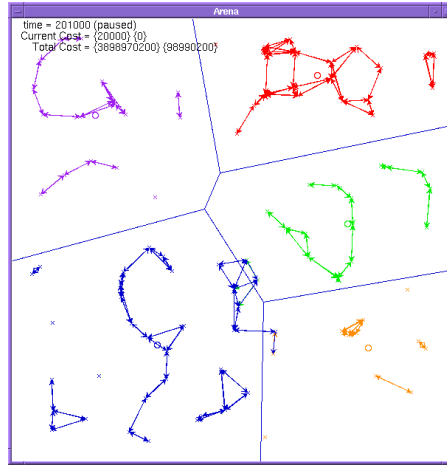 Arena
time = 201000 (paused)
Current Cost = {20000} {0}
Total Cost = {3898970200} {98990200}